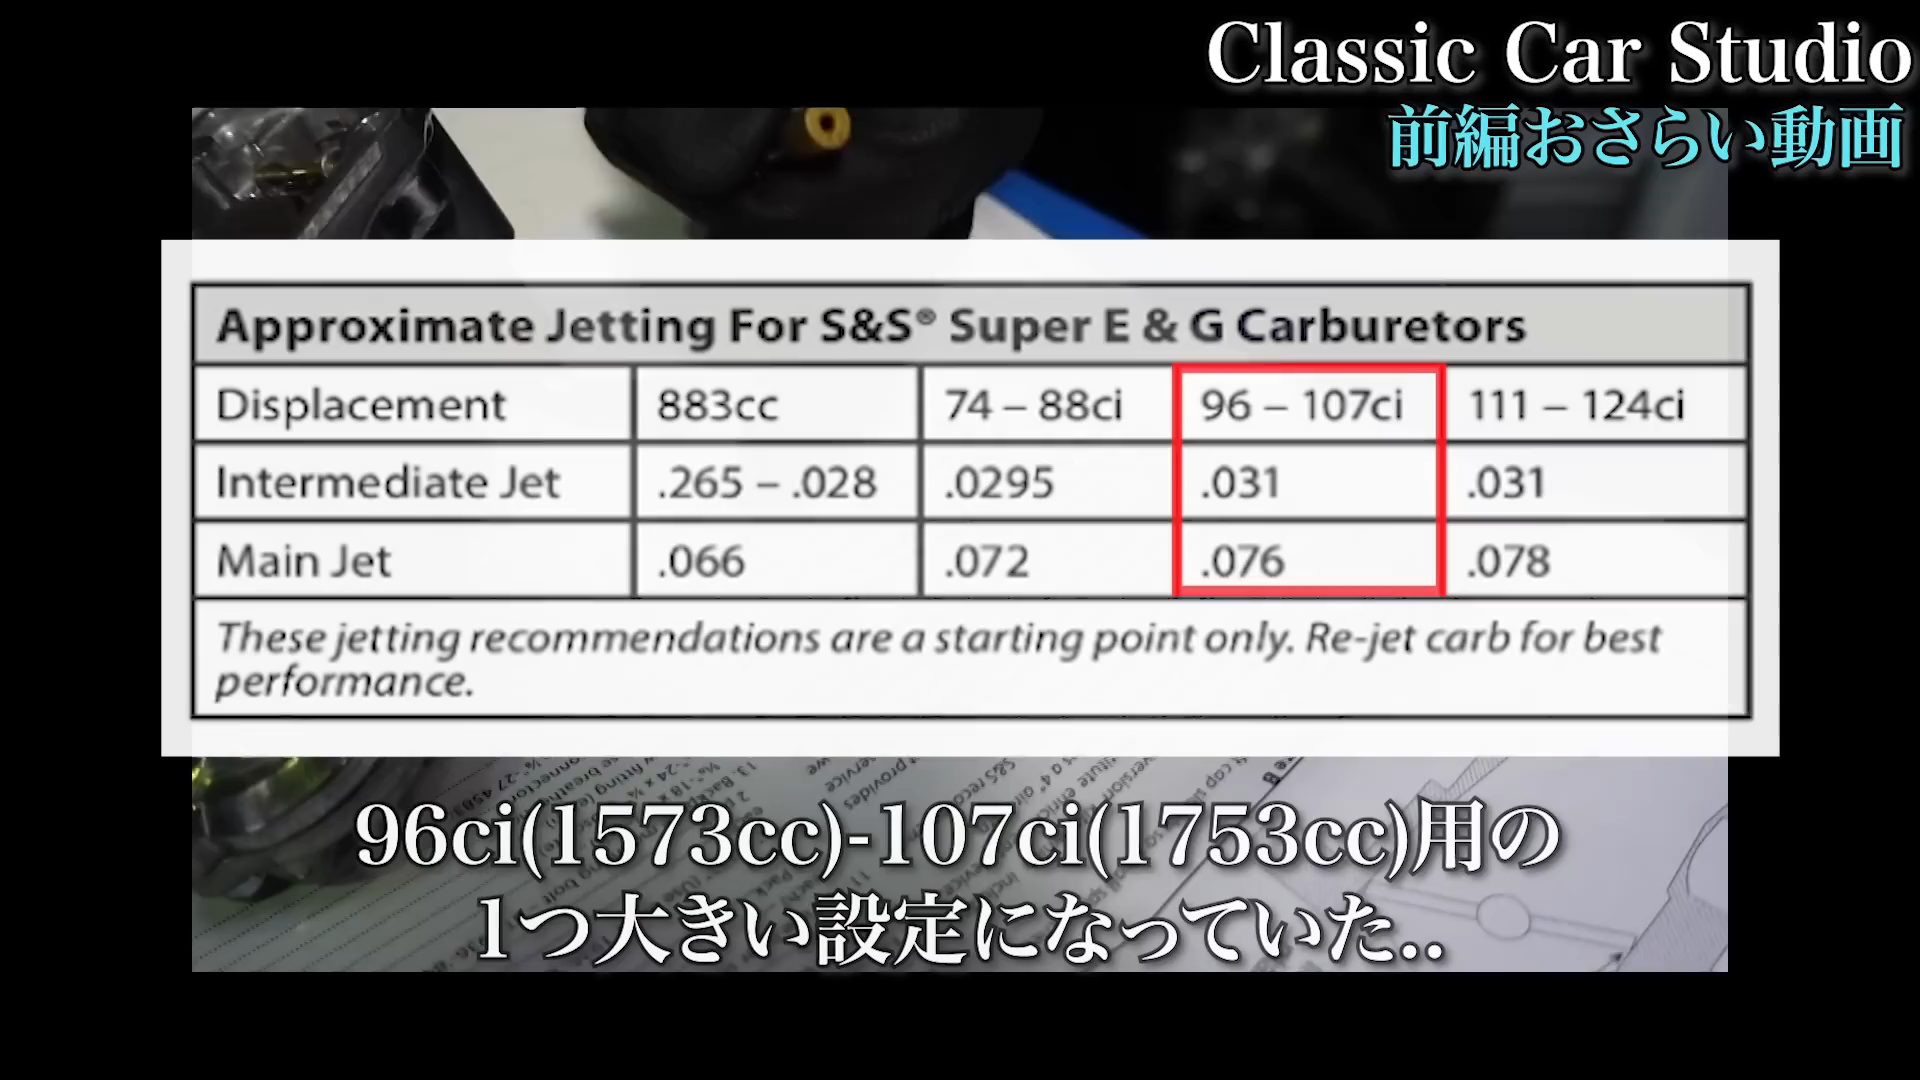 Classic Car Studio
前編おさらい動画
Approximate Jetting For S&S® Super E & G Carburetors
Displacement 883cc 74 – 88ci 96 – 107ci 111 – 124ci
Intermediate Jet .265 – .028 .0295 .031 .031
Main Jet .066 .072 .076 .078
These jetting recommendations are a starting point only. Re-jet carb for best
performance.
96ci(1573cc)-107ci(1753cc)用の
1つ大きい設定になっていた..